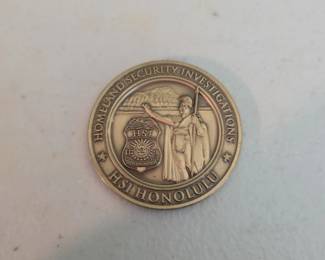 HOMELAND SECURITY INVESTIGATIONS
HSI
HSI HONOLULU